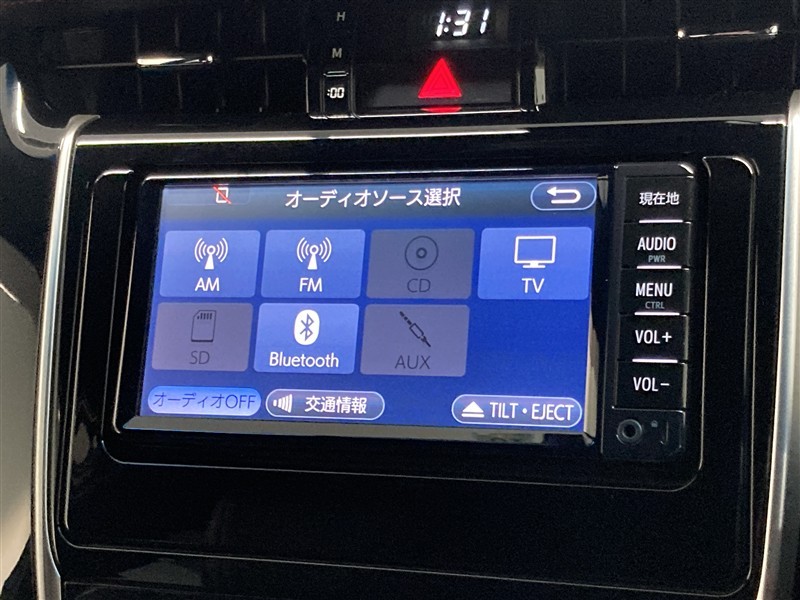 H
1:31
M
:00
オーディオソース選択
現在地
AM
FM
CD
TV
AUDIO
PWR
MENU
CTRL
SD
Bluetooth
AUX
VOL+
VOL-
オーディオOFF
交通情報
TILT・EJECT